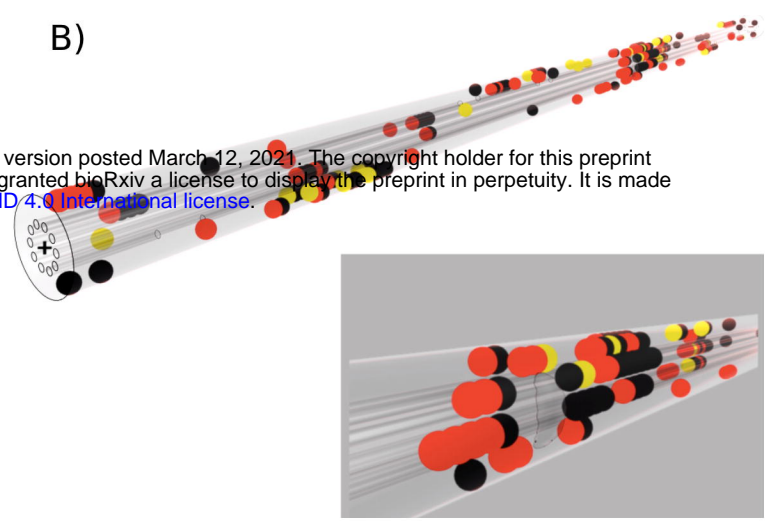 B)
version posted March 12, 2021. The copyright holder for this preprint
granted bioRxiv a license to display the preprint in perpetuity. It is made
ID 4.0 International license.
+